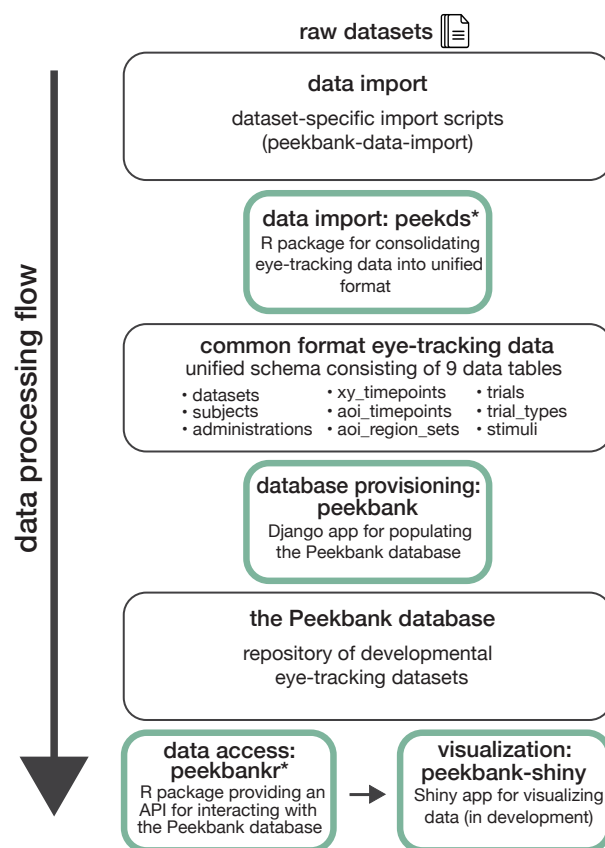 raw datasets
data import
dataset-specific import scripts
(peekbank-data-import)
data import: peekds*
R package for consolidating
eye-tracking data into unified
format
common format eye-tracking data
unified schema consisting of 9 data tables
• datasets
• subjects
• administrations
• xy_timepoints
• aoi_timepoints
• aoi_region_sets
• trials
• trial_types
• stimuli
database provisioning:
peekbank
Django app for populating
the Peekbank database
the Peekbank database
repository of developmental
eye-tracking datasets
data access:
peekbankr*
R package providing an
API for interacting with
the Peekbank database
visualization:
peekbank-shiny
Shiny app for visualizing
data (in development)
data processing flow